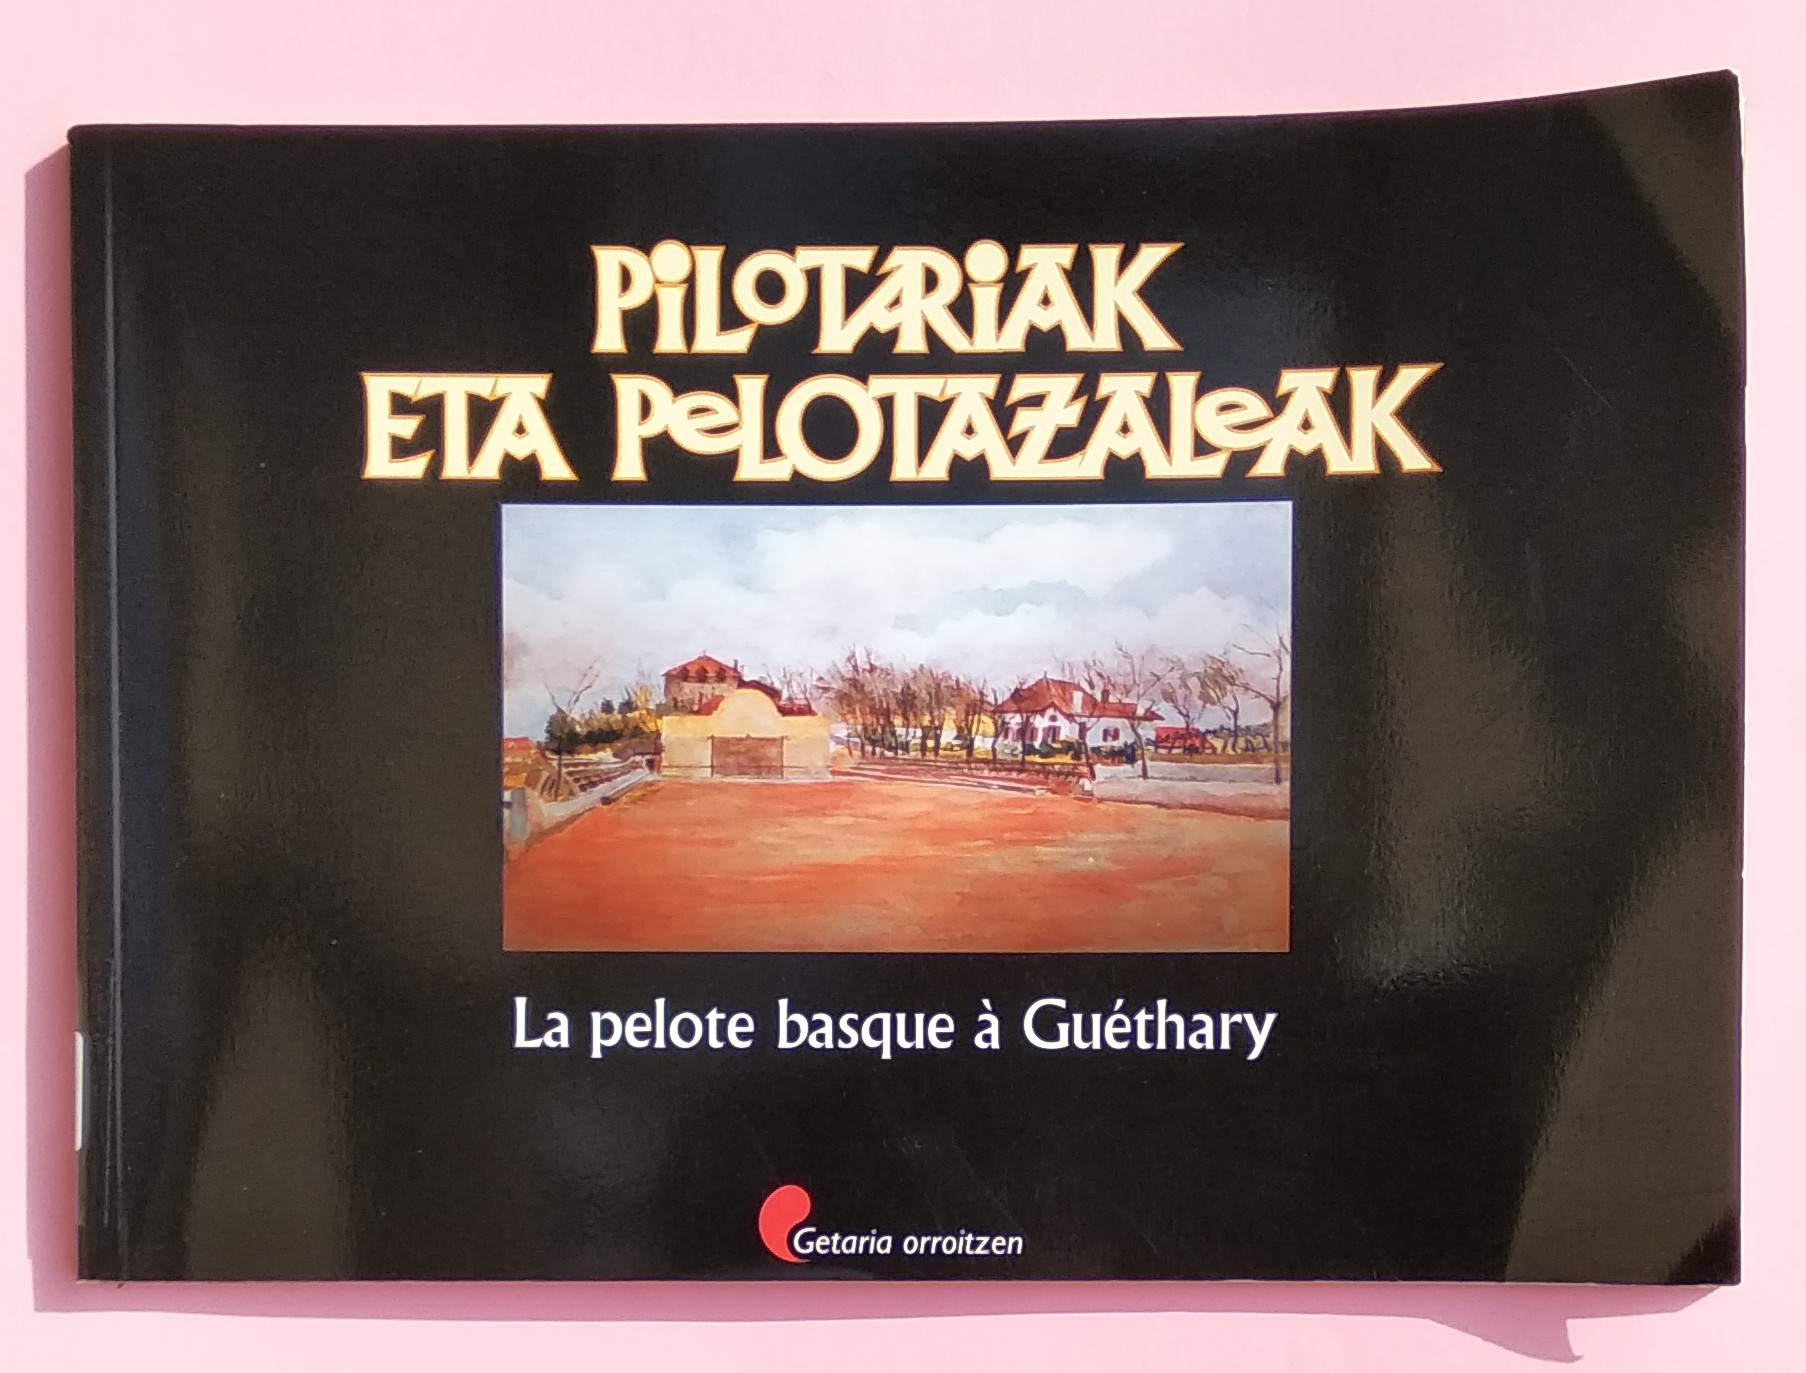 PiLOTARiAK
ETA PeLOTAZALeAK
La pelote basque à Guéthary
Getaria orroitzen